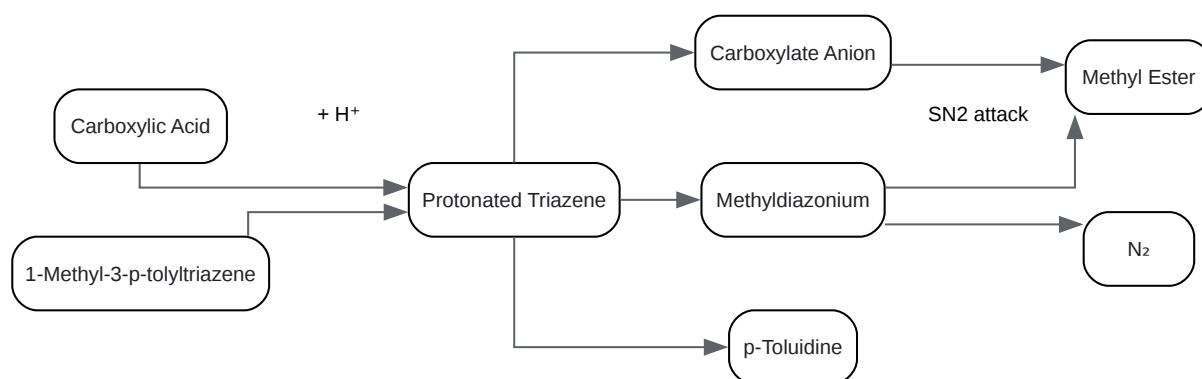 Carboxylic Acid
+ H⁺
1-Methyl-3-p-tolyltriazene
Protonated Triazene
Carboxylate Anion
Methyldiazonium
p-Toluidine
SN2 attack
Methyl Ester
N₂